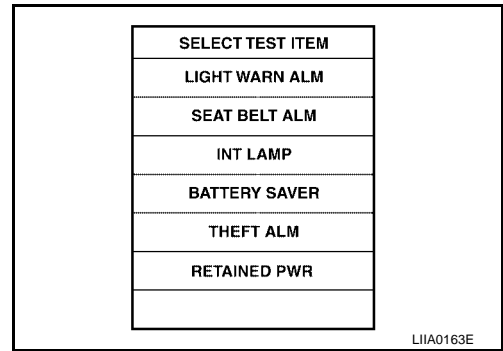 SELECT TEST ITEM
LIGHT WARN ALM
SEAT BELT ALM
INT LAMP
BATTERY SAVER
THEFT ALM
RETAINED PWR
LIIA0163E